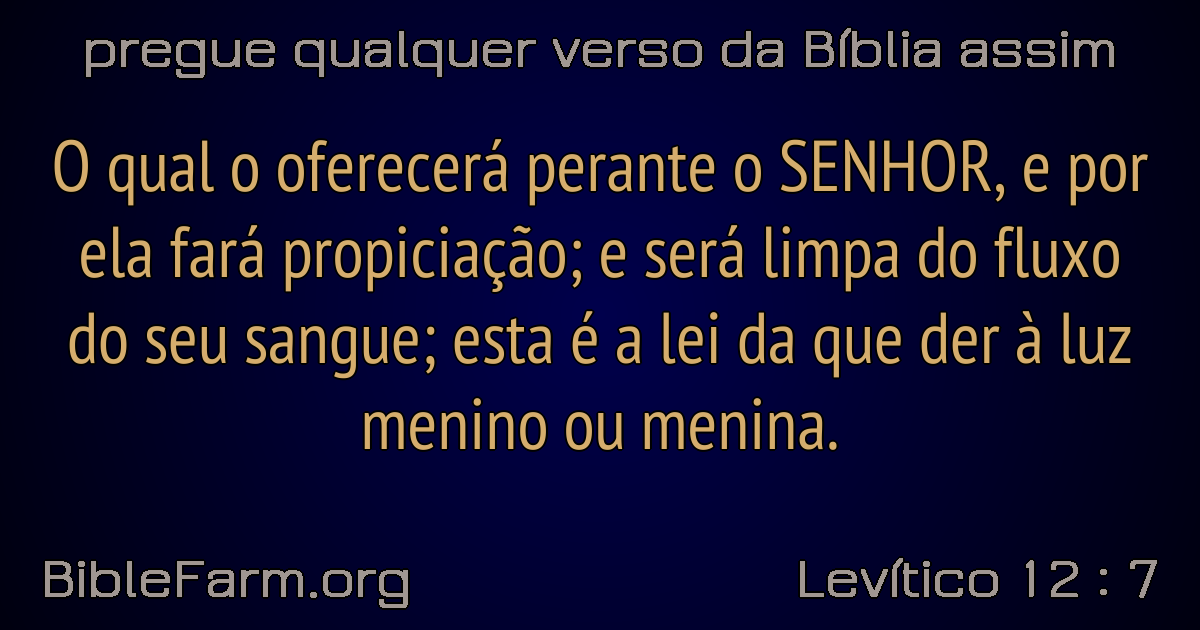 pregue qualquer verso da Bíblia assim
O qual o oferecerá perante o SENHOR, e por
ela fará propiciação; e será limpa do fluxo
do seu sangue; esta é a lei da que der à luz
menino ou menina.
BibleFarm.org
Levítico 12 : 7